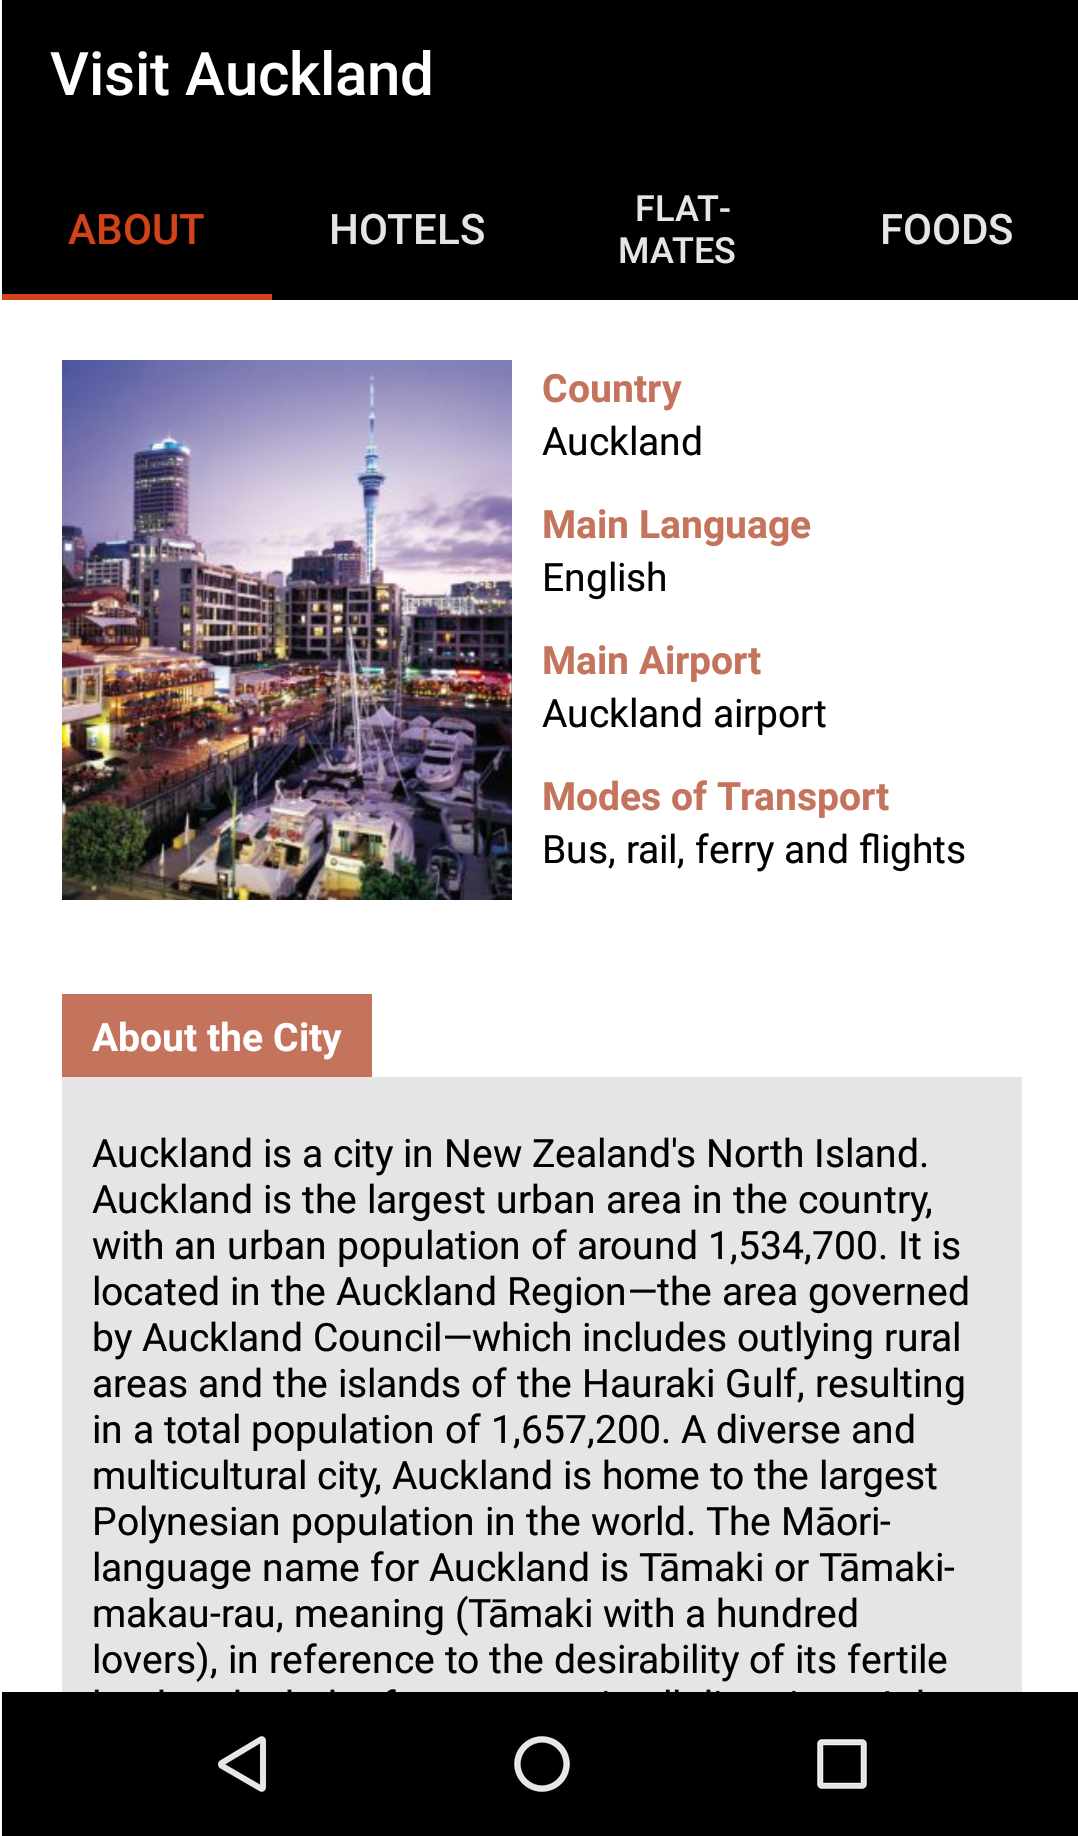 Visit Auckland
ABOUT
HOTELS
FLAT-
MATES
FOODS
Country
Auckland
Main Language
English
Main Airport
Auckland airport
Modes of Transport
Bus, rail, ferry and flights
About the City
Auckland is a city in New Zealand's North Island.
Auckland is the largest urban area in the country,
with an urban population of around 1,534,700. It is
located in the Auckland Region—the area governed
by Auckland Council—which includes outlying rural
areas and the islands of the Hauraki Gulf, resulting
in a total population of 1,657,200. A diverse and
multicultural city, Auckland is home to the largest
Polynesian population in the world. The Māori-
language name for Auckland is Tāmaki or Tāmaki-
makau-rau, meaning (Tāmaki with a hundred
lovers), in reference to the desirability of its fertile